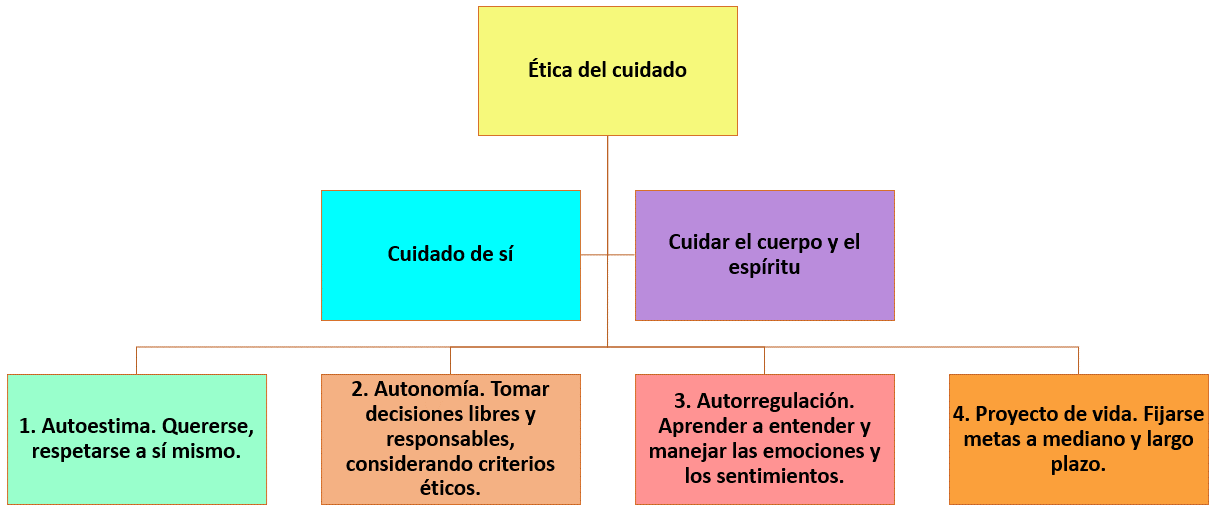 Ética del cuidado
Cuidado de sí
Cuidar el cuerpo y el
espíritu
1. Autoestima. Quererse,
respetarse a sí mismo.
2. Autonomía. Tomar
decisiones libres y
responsables,
considerando criterios
éticos.
3. Autorregulación.
Aprender a entender y
manejar las emociones y
los sentimientos.
4. Proyecto de vida. Fijarse
metas a mediano y largo
plazo.